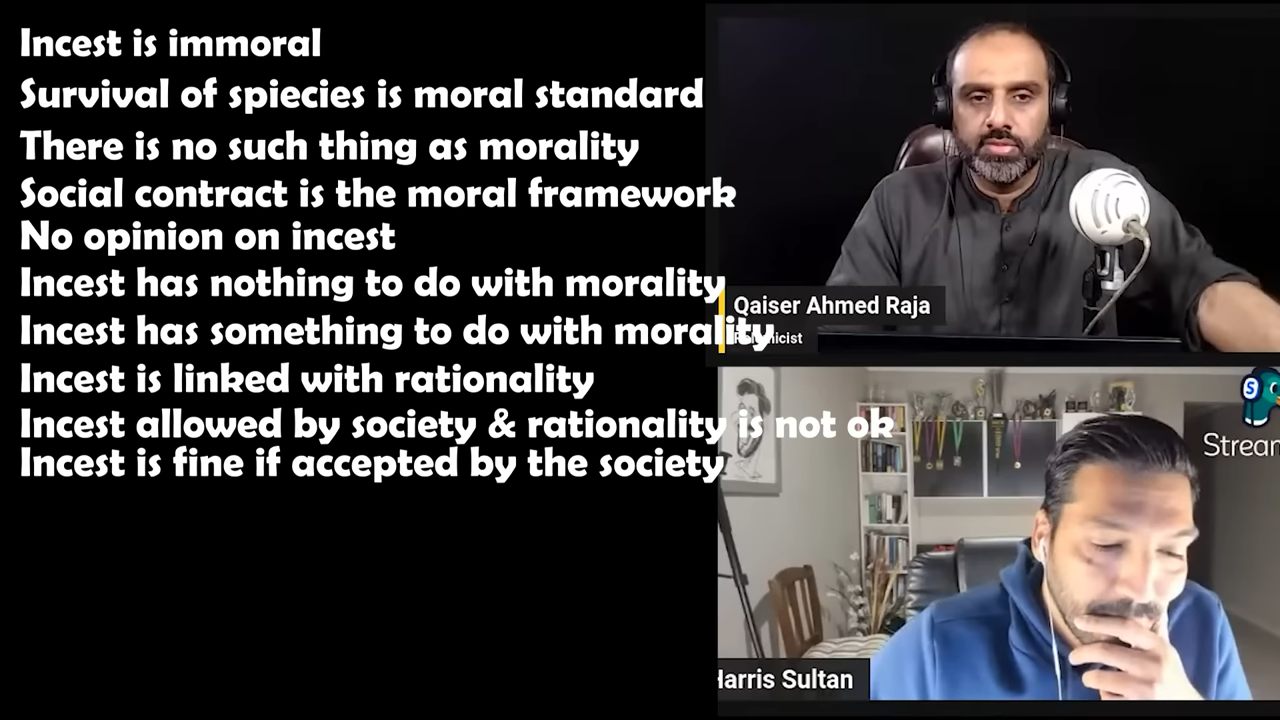 Incest is immoral
Survival of spiecies is moral standard
There is no such thing as morality
Social contract is the moral framework
No opinion on incest
Incest has nothing to do with morality
Incest has something to do with morality
Incest is linked with rationality
Incest allowed by society & rationality is not ok
Incest is fine if accepted by the society
Qaiser Ahmed Raja
S
Strean
Harris Sultan